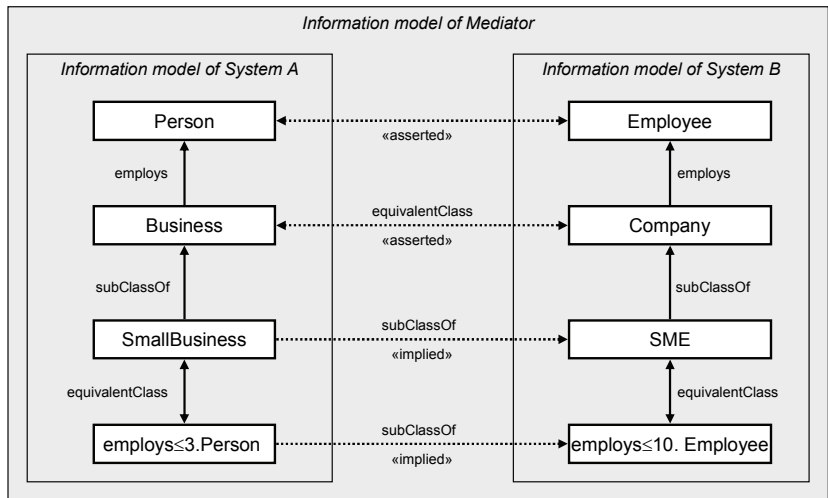 Information model of Mediator
Information model of System A
Information model of System B
Person
«asserted»
Employee
employs
employs
Business
equivalentClass
«asserted»
Company
subClassOf
subClassOf
SmallBusiness
subClassOf
«implied»
SME
equivalentClass
equivalentClass
employs≤3.Person
subClassOf
«implied»
employs≤10. Employee